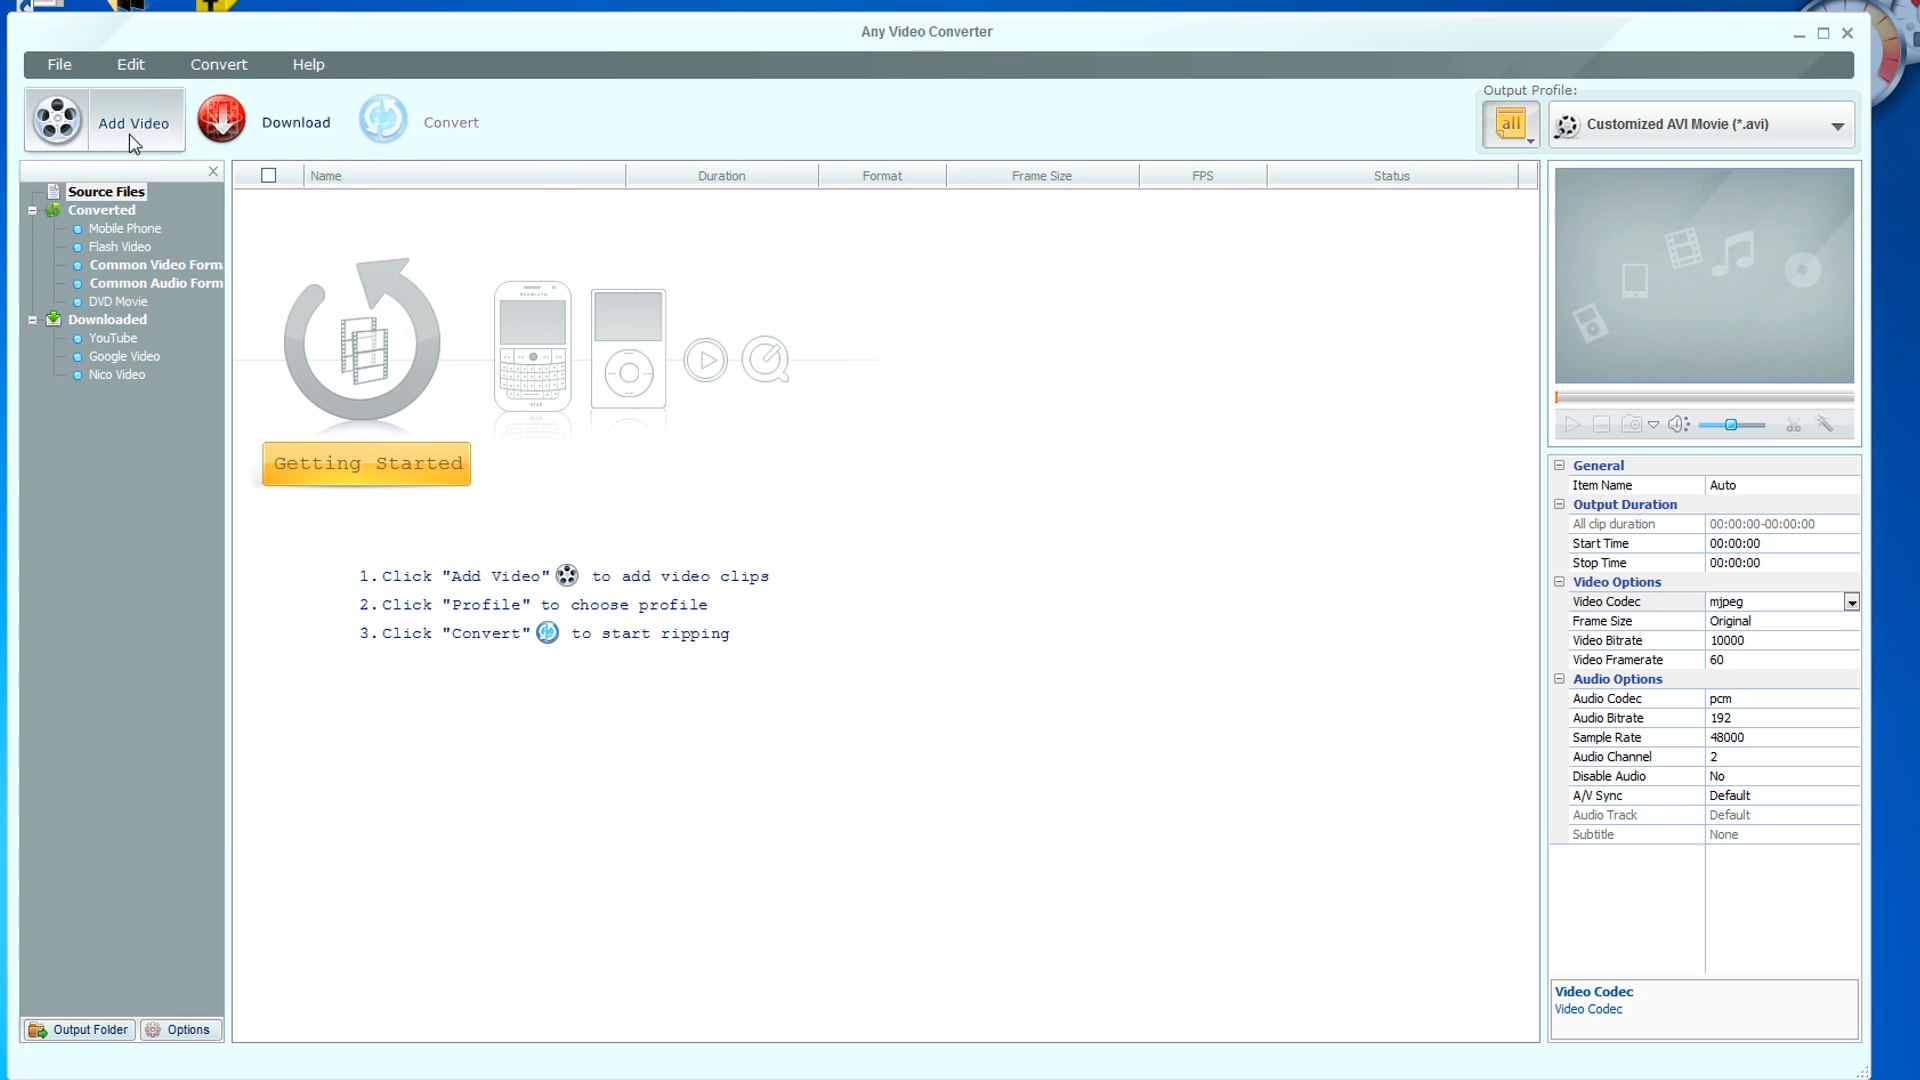 Any Video Converter
File Edit Convert Help
Add Video Download Convert
Output Profile:
all Customized AVI Movie (*.avi)
Source Files
Converted
Mobile Phone
Flash Video
Common Video Form
Common Audio Form
DVD Movie
Downloaded
YouTube
Google Video
Nico Video
Output Folder Options
Name Duration Format Frame Size FPS Status
Getting Started
1.Click "Add Video" to add video clips
2.Click "Profile" to choose profile
3.Click "Convert" to start ripping
General
Item Name Auto
Output Duration
All clip duration 00:00:00-00:00:00
Start Time 00:00:00
Stop Time 00:00:00
Video Options
Video Codec mjpeg
Frame Size Original
Video Bitrate 10000
Video Framerate 60
Audio Options
Audio Codec pcm
Audio Bitrate 192
Sample Rate 48000
Audio Channel 2
Disable Audio No
A/V Sync Default
Audio Track Default
Subtitle None
Video Codec
Video Codec